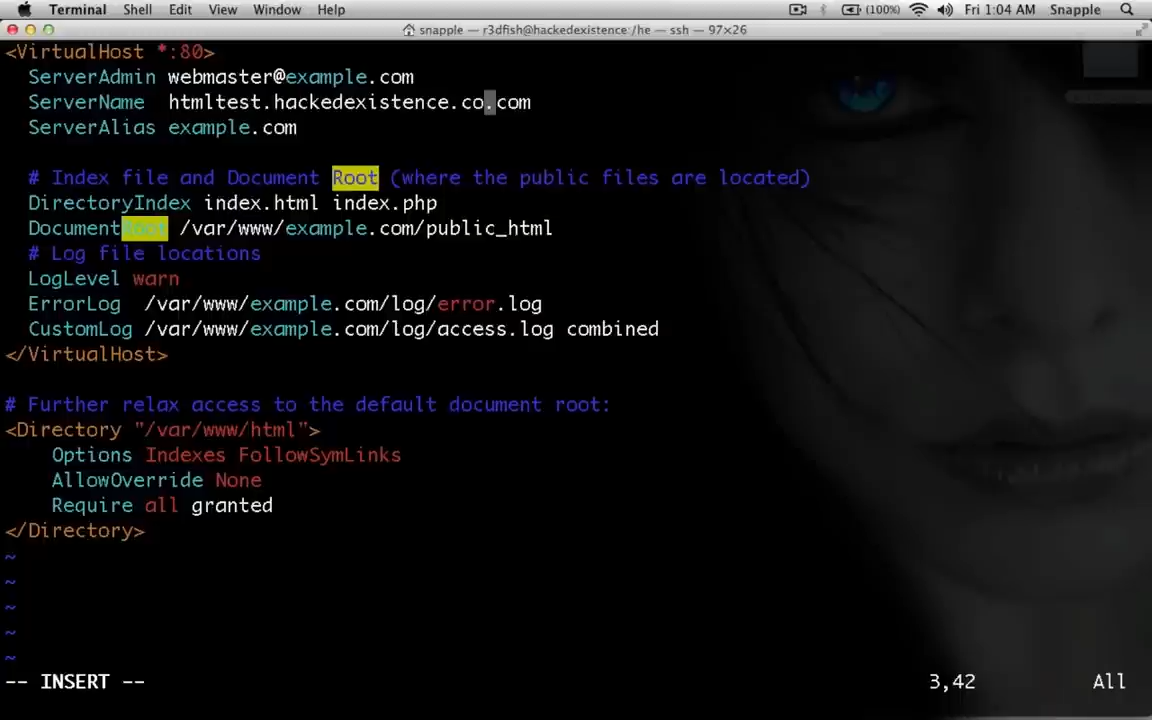 Terminal Shell Edit View Window Help (100%) Fri 1:04 AM Snapple
snapple — r3dfish@hackedexistence:/he — ssh — 97×26
<VirtualHost *:80>
  ServerAdmin webmaster@example.com
  ServerName  htmltest.hackedexistence.co.com
  ServerAlias example.com
  # Index file and Document Root (where the public files are located)
  DirectoryIndex index.html index.php
  DocumentRoot /var/www/example.com/public_html
  # Log file locations
  LogLevel warn
  ErrorLog  /var/www/example.com/log/error.log
  CustomLog /var/www/example.com/log/access.log combined
</VirtualHost>
# Further relax access to the default document root:
<Directory "/var/www/html">
    Options Indexes FollowSymLinks
    AllowOverride None
    Require all granted
</Directory>
~
~
~
~
~
-- INSERT -- 3,42 All